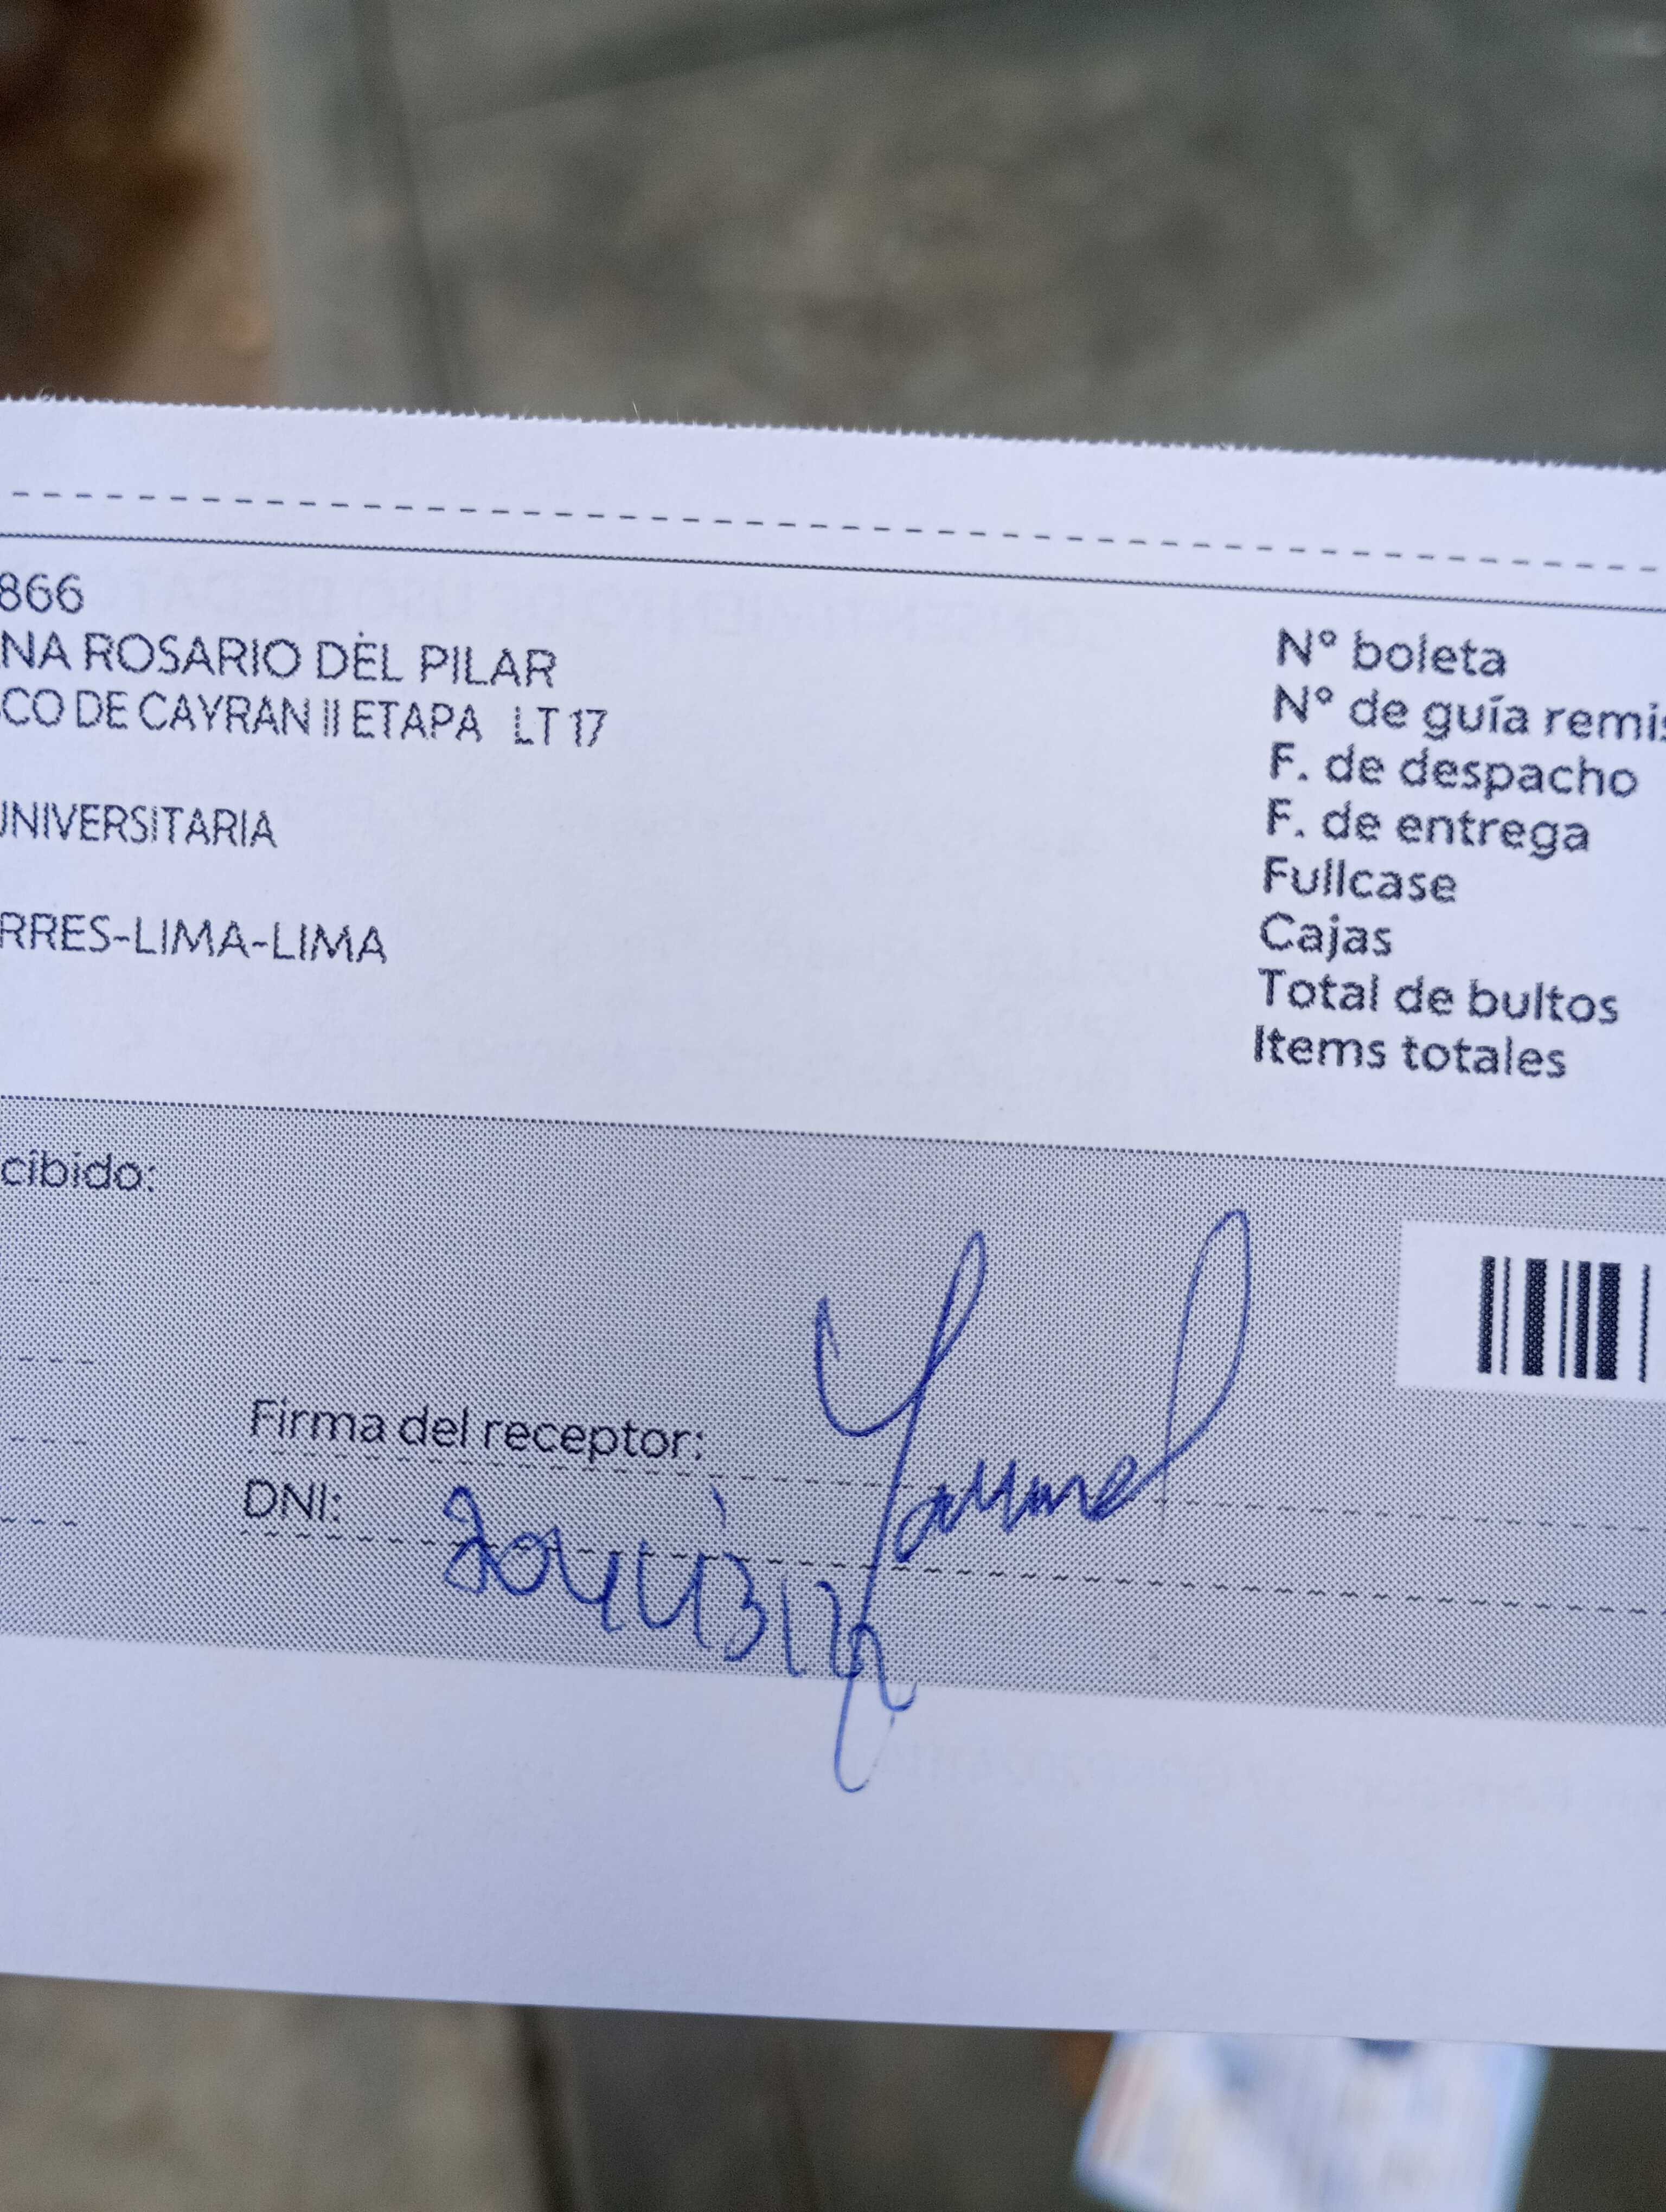 866
NA ROSARIO DEL PILAR
CO DE CAYRAN II ETAPA LT 17
UNIVERSITARIA
RRES-LIMA-LIMA
N° boleta
N° de guía remis
F. de despacho
F. de entrega
Fullcase
Cajas
Total de bultos
Items totales
cibido:
Firma del receptor:
DNI: